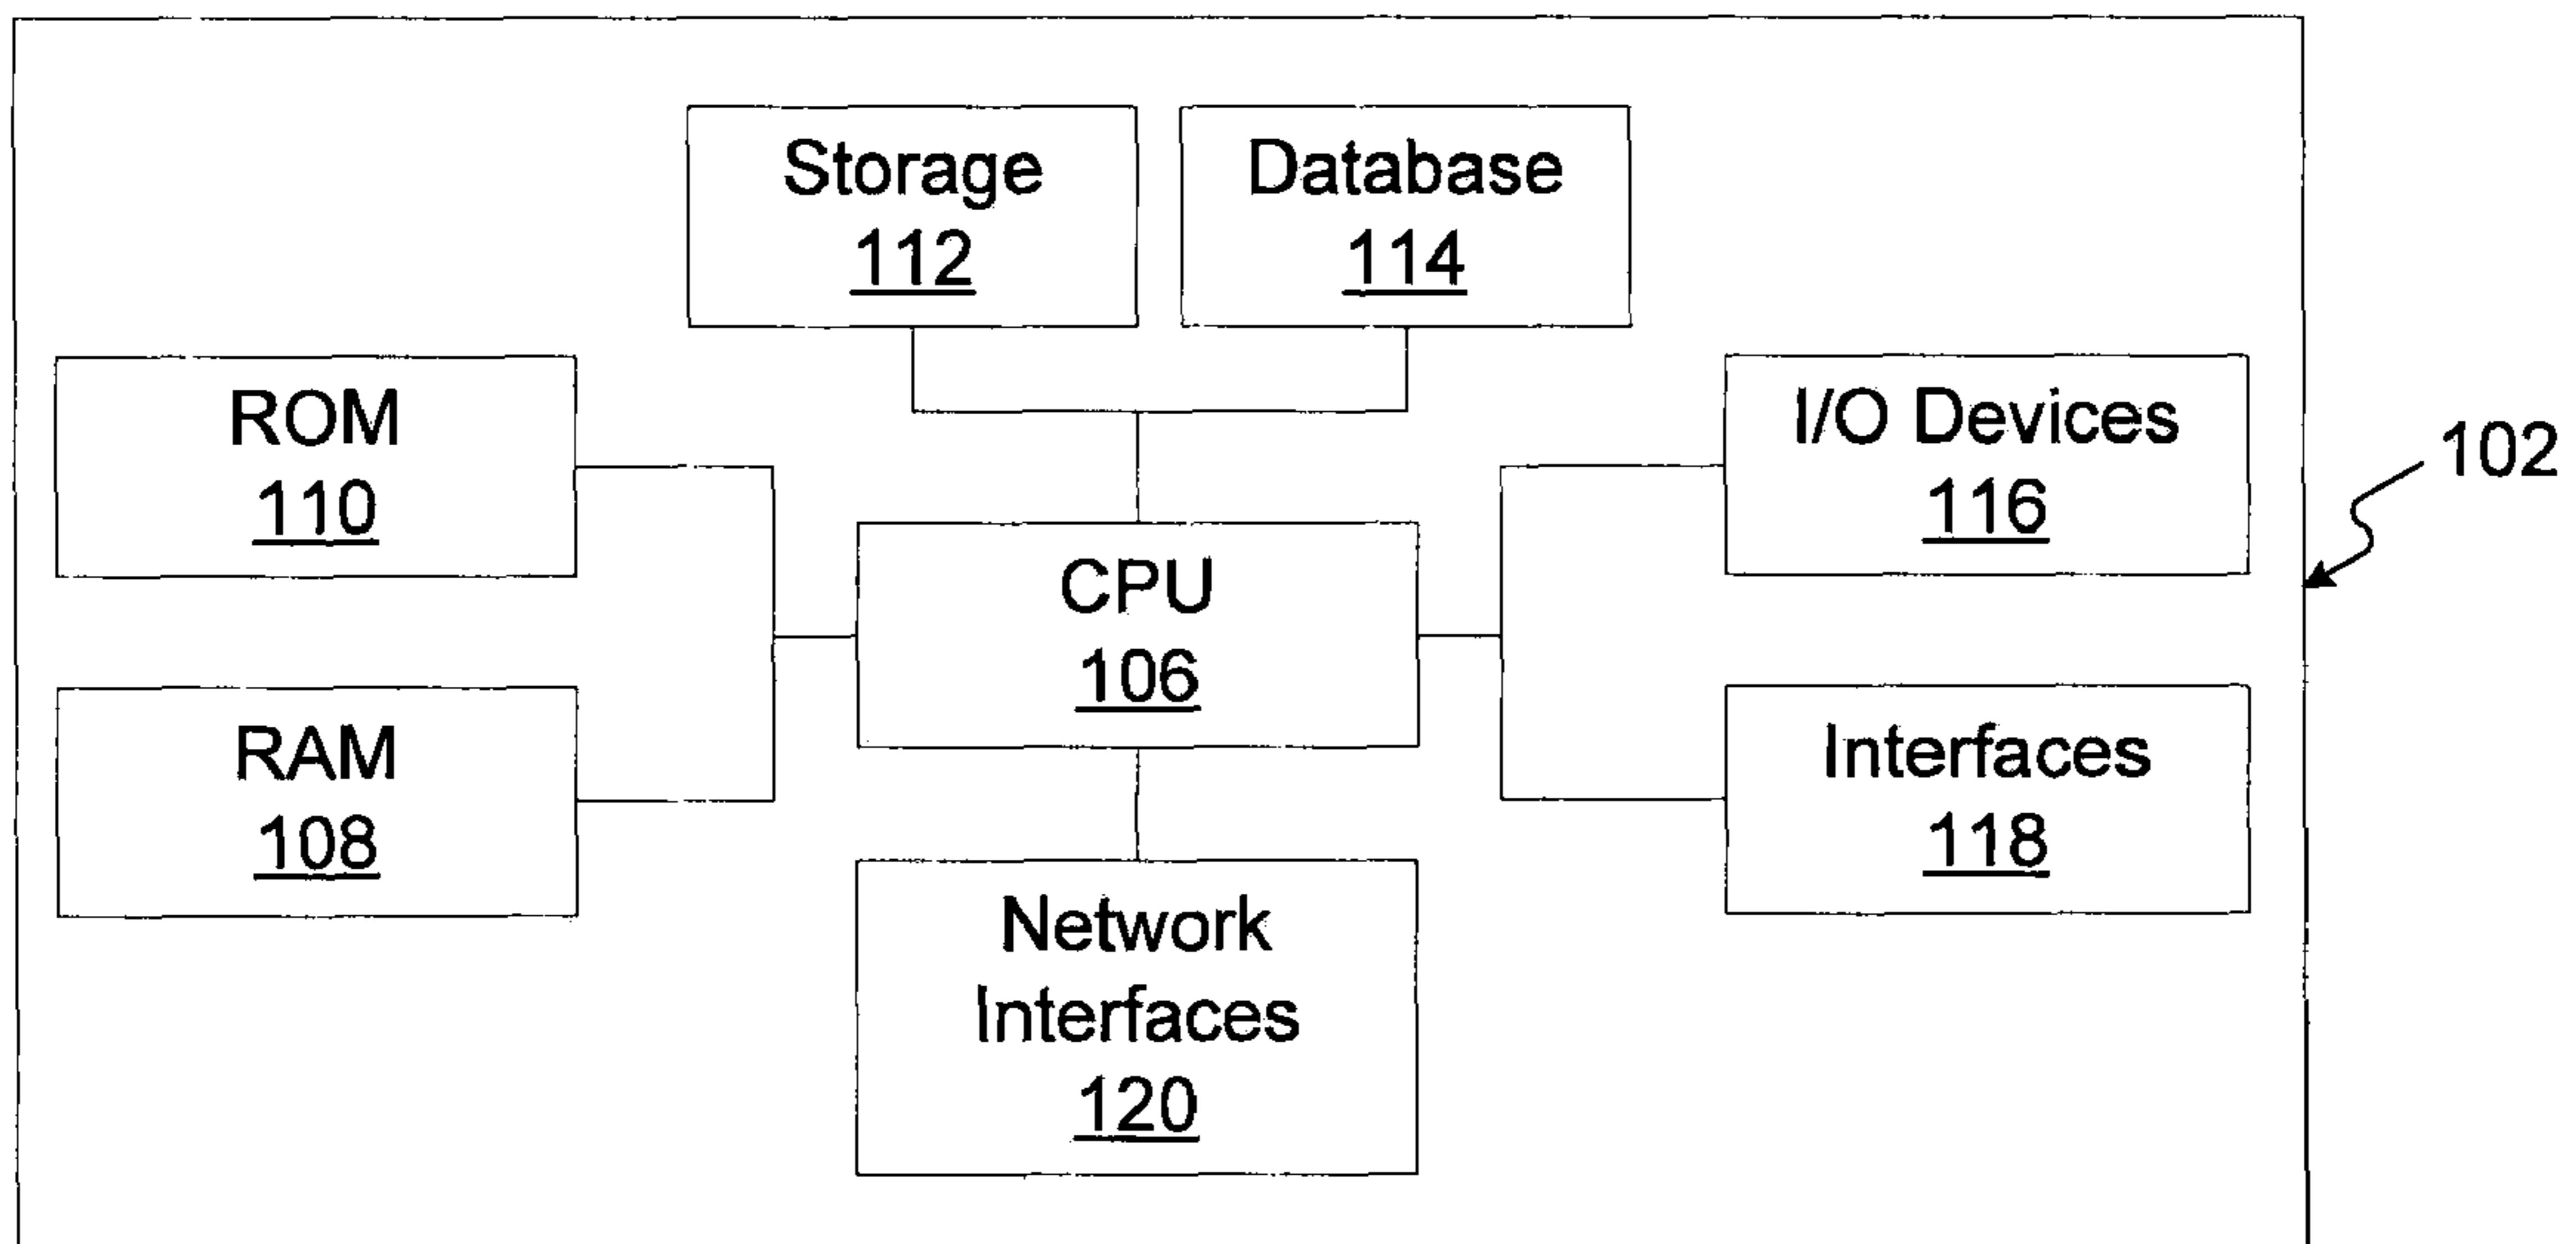 Storage
112
Database
114
ROM
110
I/O Devices
116
102
CPU
106
RAM
108
Interfaces
118
Network
Interfaces
120